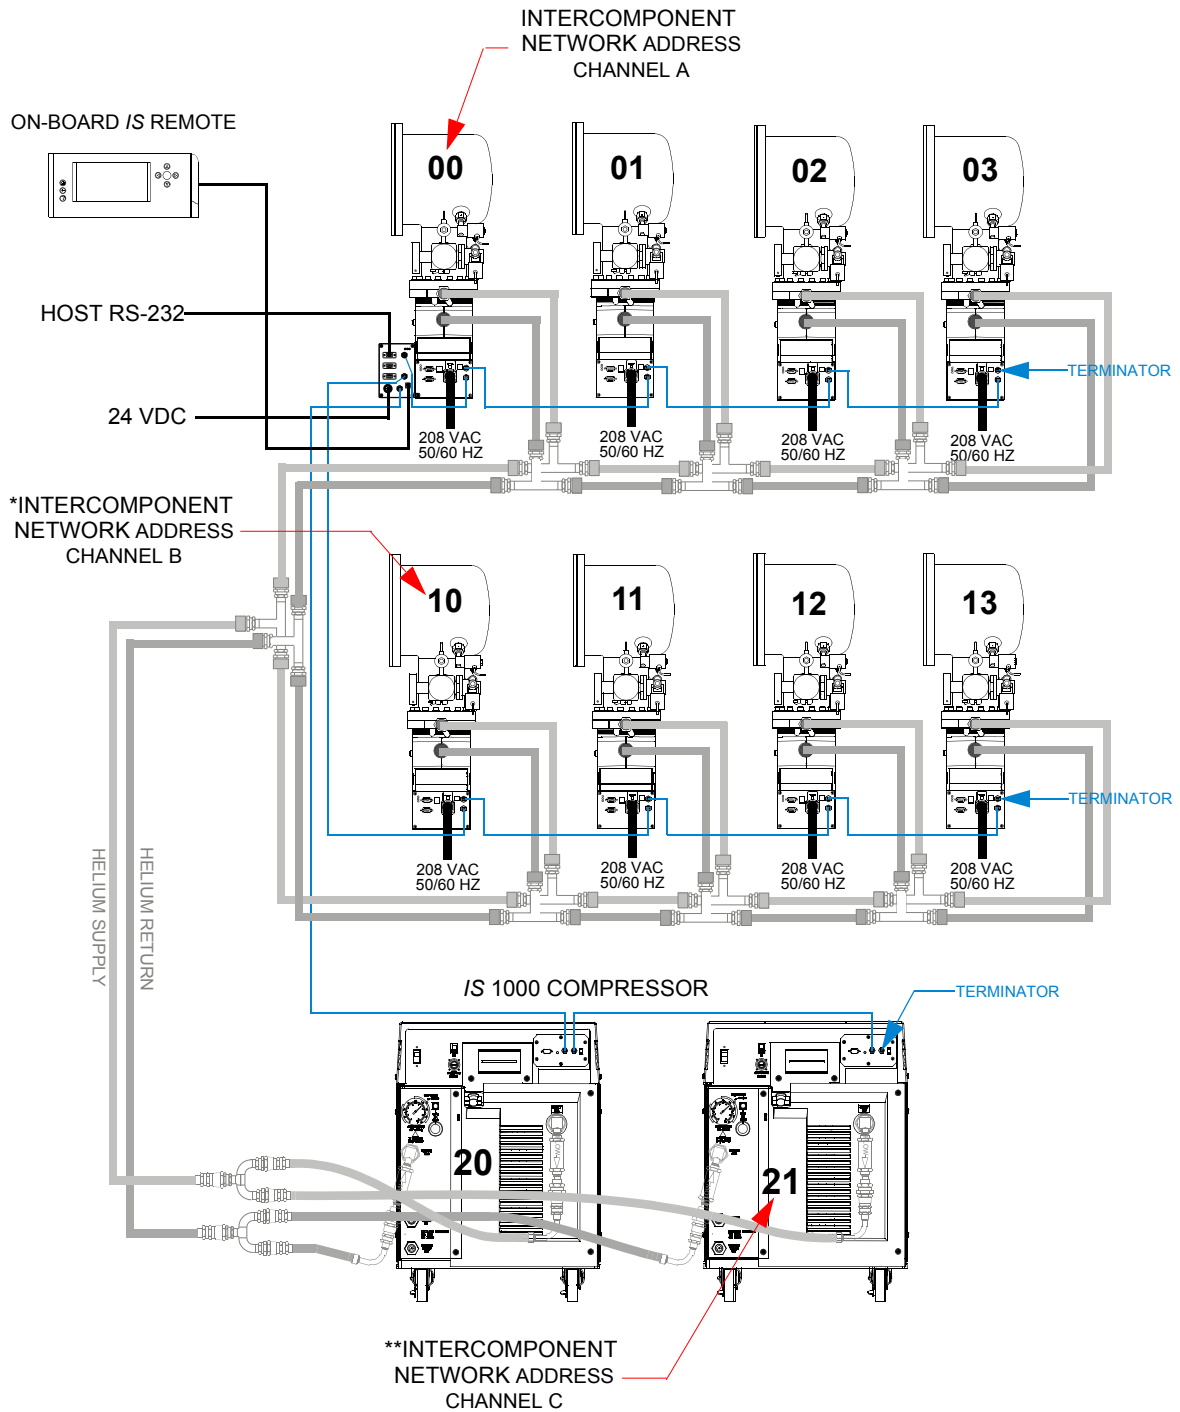 INTERCOMPONENT
NETWORK ADDRESS
CHANNEL A
ON-BOARD IS REMOTE
00
01
02
03
HOST RS-232
24 VDC
TERMINATOR
208 VAC
50/60 HZ
208 VAC
50/60 HZ
208 VAC
50/60 HZ
208 VAC
50/60 HZ
*INTERCOMPONENT
NETWORK ADDRESS
CHANNEL B
10
11
12
13
TERMINATOR
208 VAC
50/60 HZ
208 VAC
50/60 HZ
208 VAC
50/60 HZ
208 VAC
50/60 HZ
HELIUM SUPPLY
HELIUM RETURN
IS 1000 COMPRESSOR
TERMINATOR
20
21
**INTERCOMPONENT
NETWORK ADDRESS
CHANNEL C